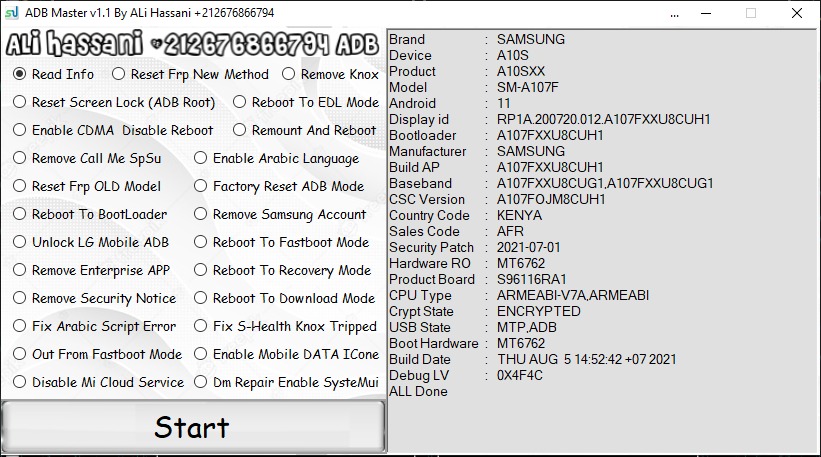 ADB Master v1.1 By ALi Hassani +212676866794 ...
ALi hassani +212676866794 ADB
Read Info Reset Frp New Method Remove Knox
Reset Screen Lock (ADB Root) Reboot To EDL Mode
Enable CDMA Disable Reboot Remount And Reboot
Remove Call Me SpSu Enable Arabic Language
Reset Frp OLD Model Factory Reset ADB Mode
Reboot To BootLoader Remove Samsung Account
Unlock LG Mobile ADB Reboot To Fastboot Mode
Remove Enterprise APP Reboot To Recovery Mode
Remove Security Notice Reboot To Download Mode
Fix Arabic Script Error Fix S-Health Knox Tripped
Out From Fastboot Mode Enable Mobile DATA ICone
Disable Mi Cloud Service Dm Repair Enable SysteMui
Start
Brand : SAMSUNG
Device : A10S
Product : A10SXX
Model : SM-A107F
Android : 11
Display id : RP1A.200720.012.A107FXXU8CUH1
Bootloader : A107FXXU8CUH1
Manufacturer : SAMSUNG
Build AP : A107FXXU8CUH1
Baseband : A107FXXU8CUG1,A107FXXU8CUG1
CSC Version : A107FOJM8CUH1
Country Code : KENYA
Sales Code : AFR
Security Patch : 2021-07-01
Hardware RO : MT6762
Product Board : S96116RA1
CPU Type : ARMEABI-V7A,ARMEABI
Crypt State : ENCRYPTED
USB State : MTP,ADB
Boot Hardware : MT6762
Build Date : THU AUG 5 14:52:42 +07 2021
Debug LV : 0X4F4C
ALL Done